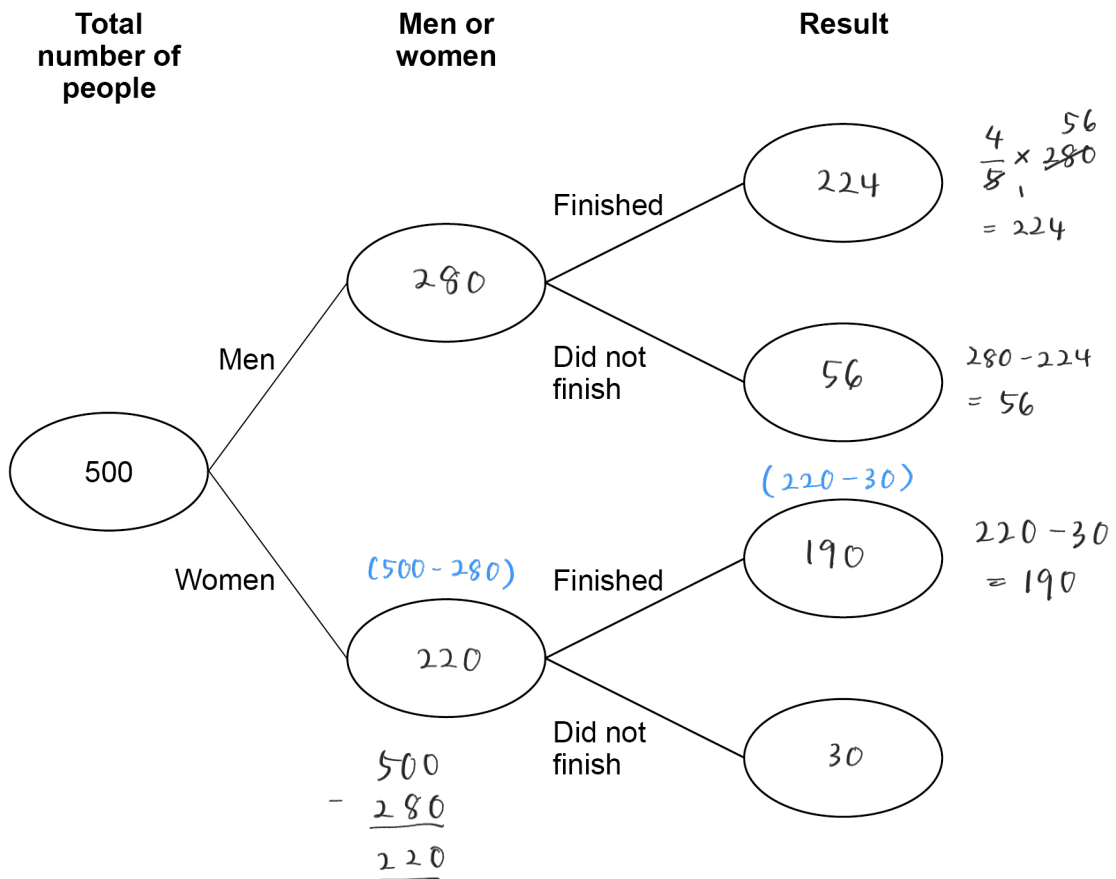 Total
number of
people
Men or
women
Result
56
4/5 × 280
1
= 224
224
Finished
280
Did not
finish
56
280 - 224
= 56
Men
500
(220 - 30)
190
220 - 30
= 190
Women
(500 - 280)
Finished
220
Did not
finish
30
500
- 280
220